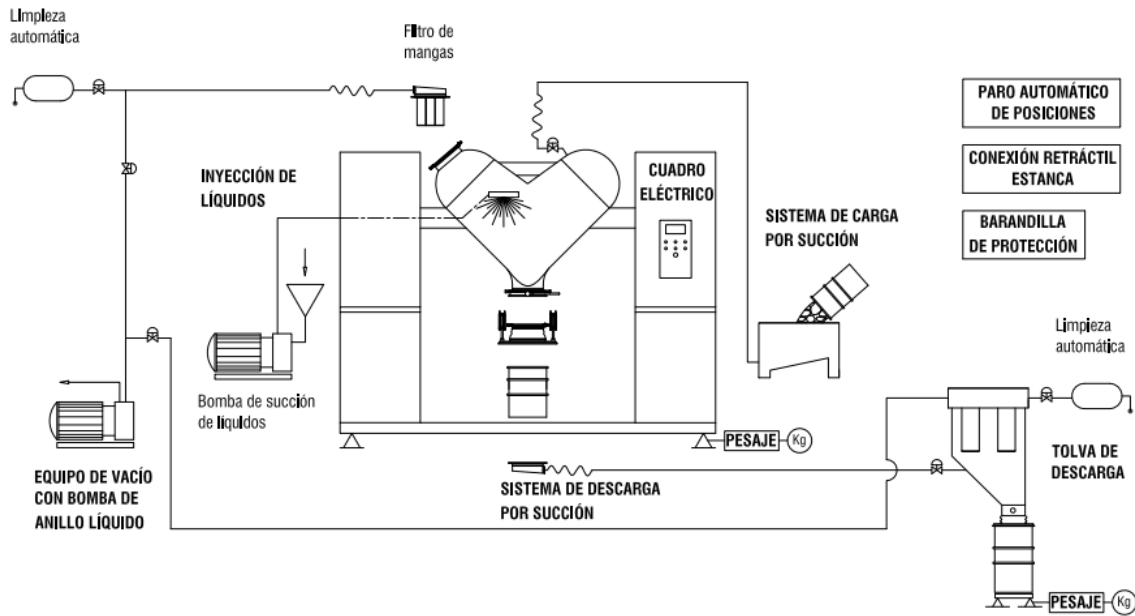 Limpieza
automática
Filtro de
mangas
INYECCIÓN DE
LÍQUIDOS
CUADRO
ELÉCTRICO
SISTEMA DE CARGA
POR SUCCIÓN
PARO AUTOMÁTICO
DE POSICIONES
CONEXIÓN RETRÁCTIL
ESTANCA
BARANDILLA
DE PROTECCIÓN
Bomba de succión
de líquidos
Limpieza
automática
PESAJE
Kg
EQUIPO DE VACÍO
CON BOMBA DE
ANILLO LÍQUIDO
SISTEMA DE DESCARGA
POR SUCCIÓN
TOLVA DE
DESCARGA
PESAJE
Kg